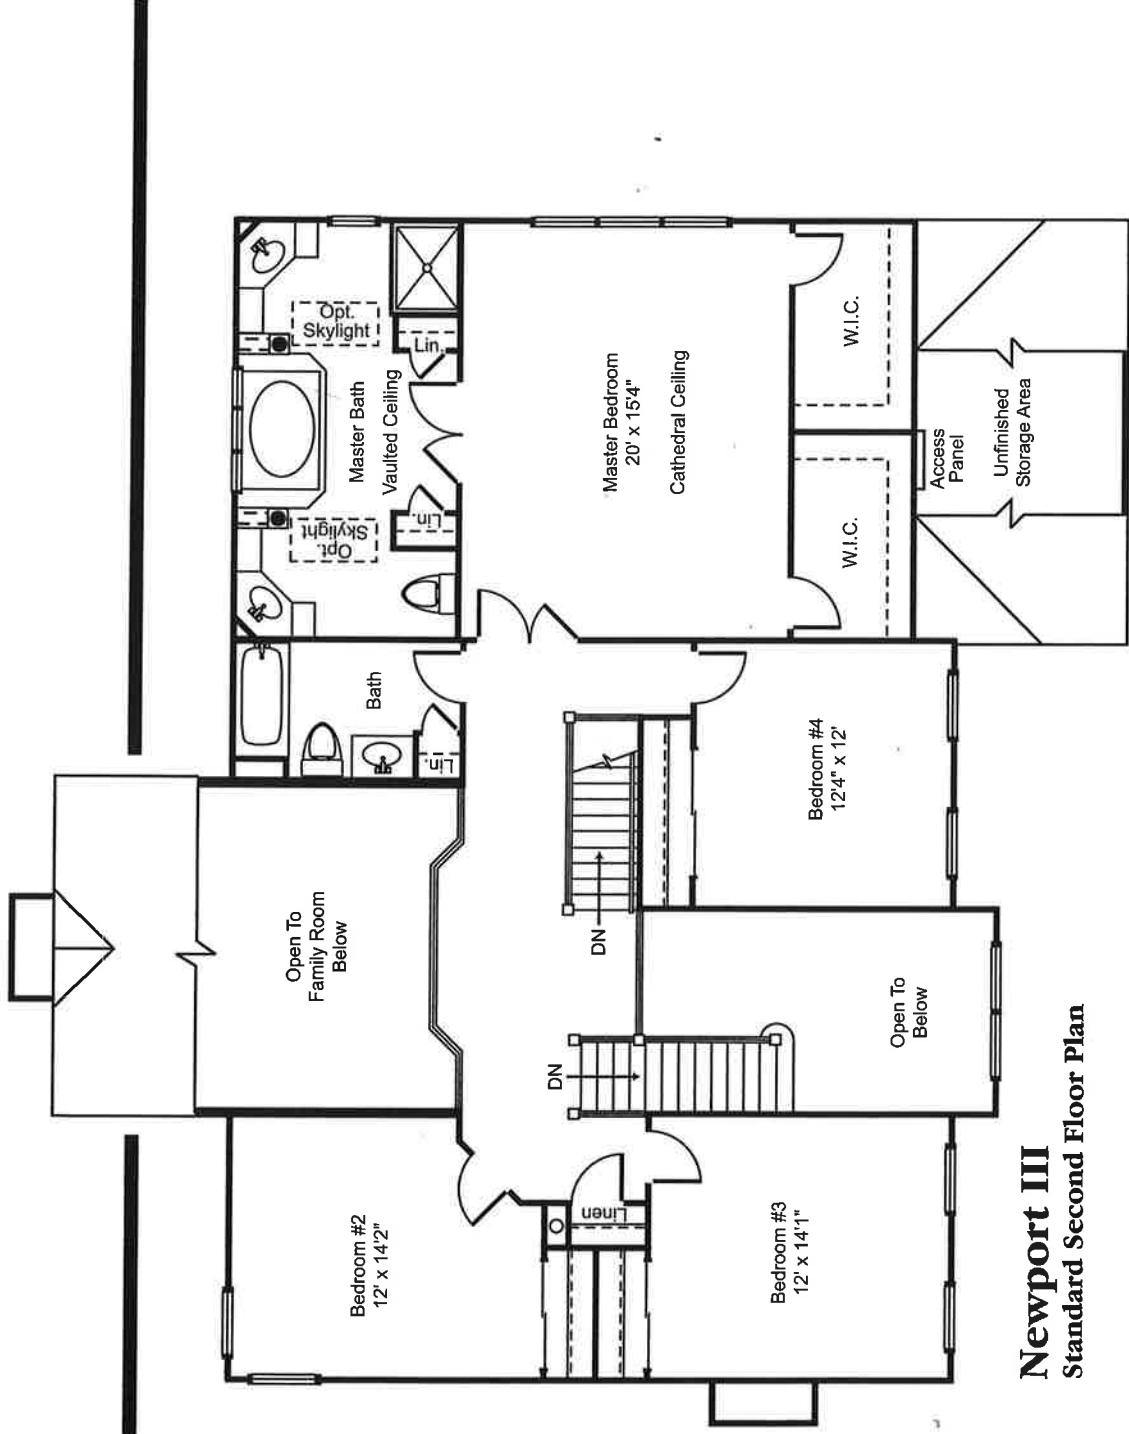 Opt.
Skylight
Lin.
Master Bath
Vaulted Ceiling
Lin.
Opt.
Skylight
Master Bedroom
20' x 15'4"
Cathedral Ceiling
W.I.C.
W.I.C.
Access
Panel
Unfinished
Storage Area
Bath
Lin.
Bedroom #4
12'4" x 12'
Open To
Family Room
Below
DN
DN
Open To
Below
Bedroom #2
12' x 14'2"
Linen
Bedroom #3
12' x 14'1"
Newport III
Standard Second Floor Plan